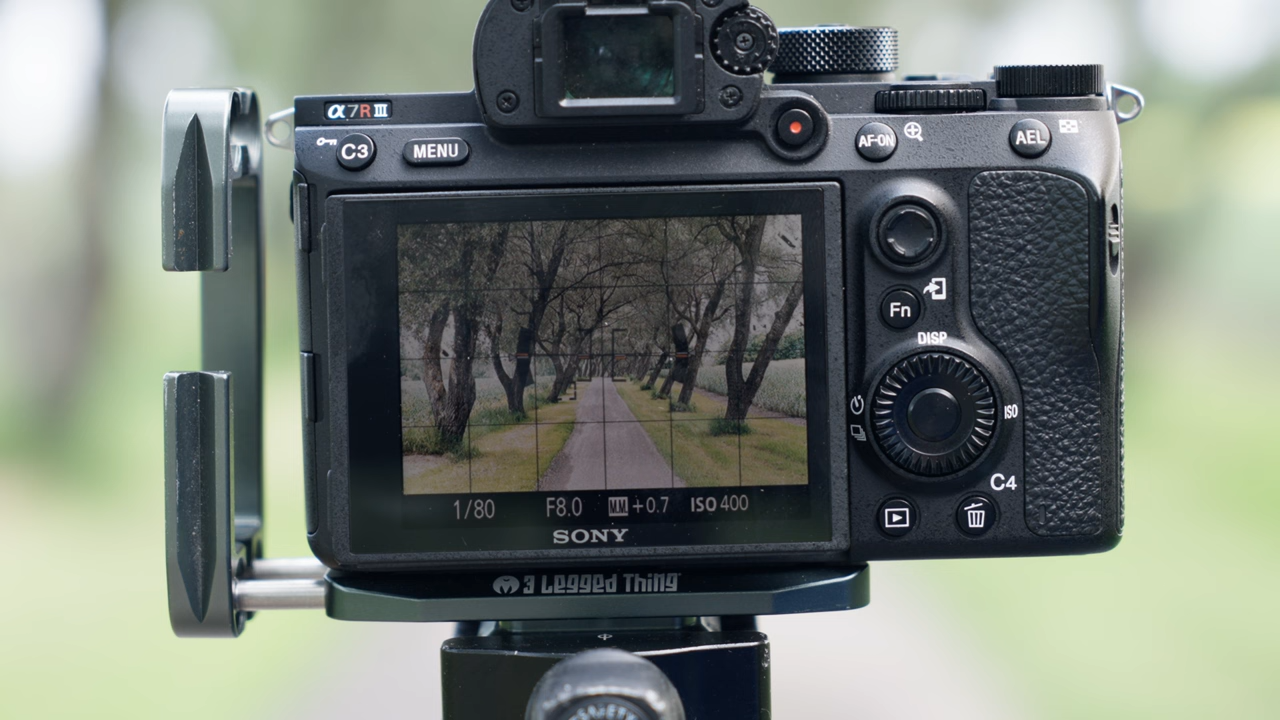 α7RIII
C3 MENU AF-ON AEL
Fn
DISP
ISO
C4
1/80 F8.0 M.M. +0.7 ISO 400
SONY
3 Legged Thing